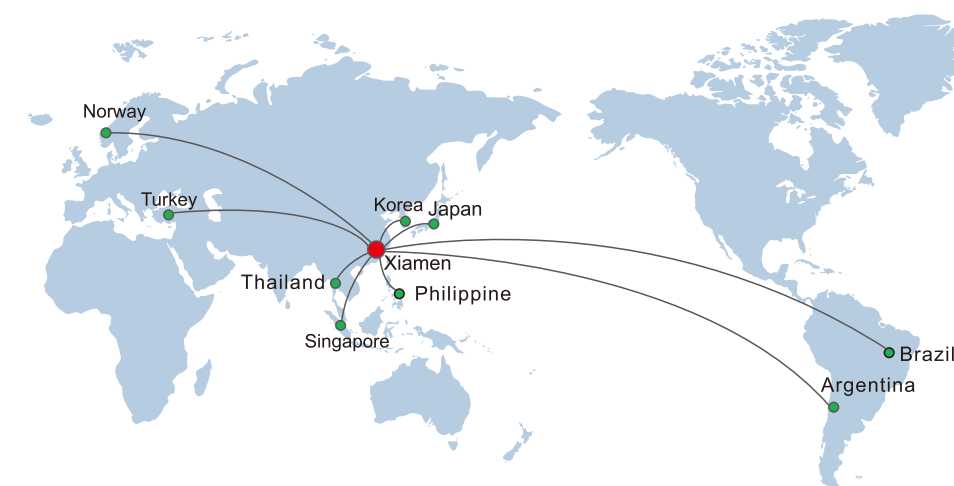 Norway
Turkey
Korea
Japan
Xiamen
Thailand
Philippine
Singapore
Brazil
Argentina